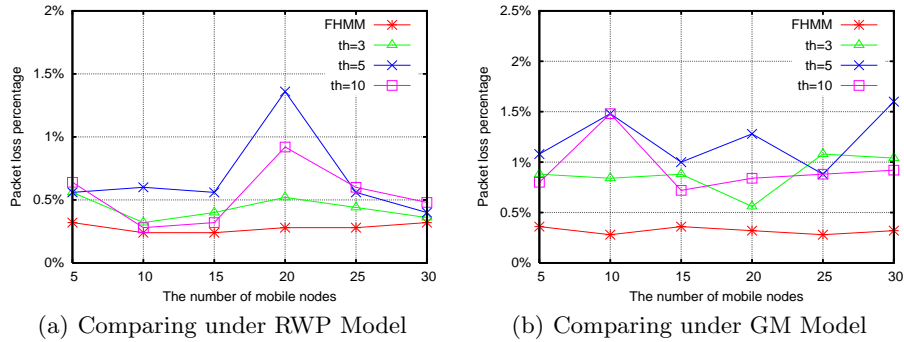 2%
1.5%
1%
0.5%
0%
Packet loss percentage
FHMM
th=3
th=5
th=10
5 10 15 20 25 30
The number of mobile nodes
(a) Comparing under RWP Model
2.5%
2%
1.5%
1%
0.5%
0%
Packet loss percentage
FHMM
th=3
th=5
th=10
5 10 15 20 25 30
The number of mobile nodes
(b) Comparing under GM Model